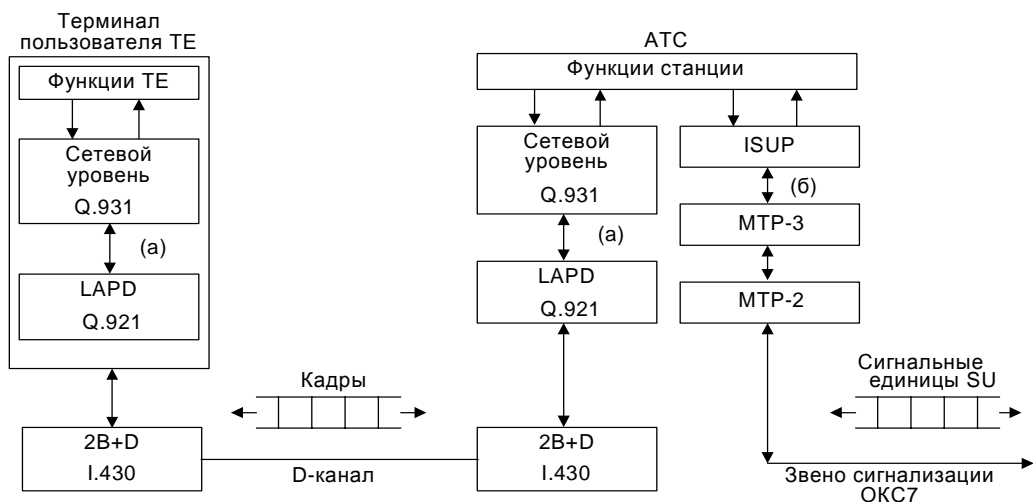 Терминал
пользователя TE
Функции TE
Сетевой
уровень
Q.931
(а)
LAPD
Q.921
2B+D
I.430
Кадры
D-канал
АТС
Функции станции
Сетевой
уровень
Q.931
(а)
LAPD
Q.921
2B+D
I.430
ISUP
(б)
MTP-3
MTP-2
Сигнальные
единицы SU
Звено сигнализации
ОКС7